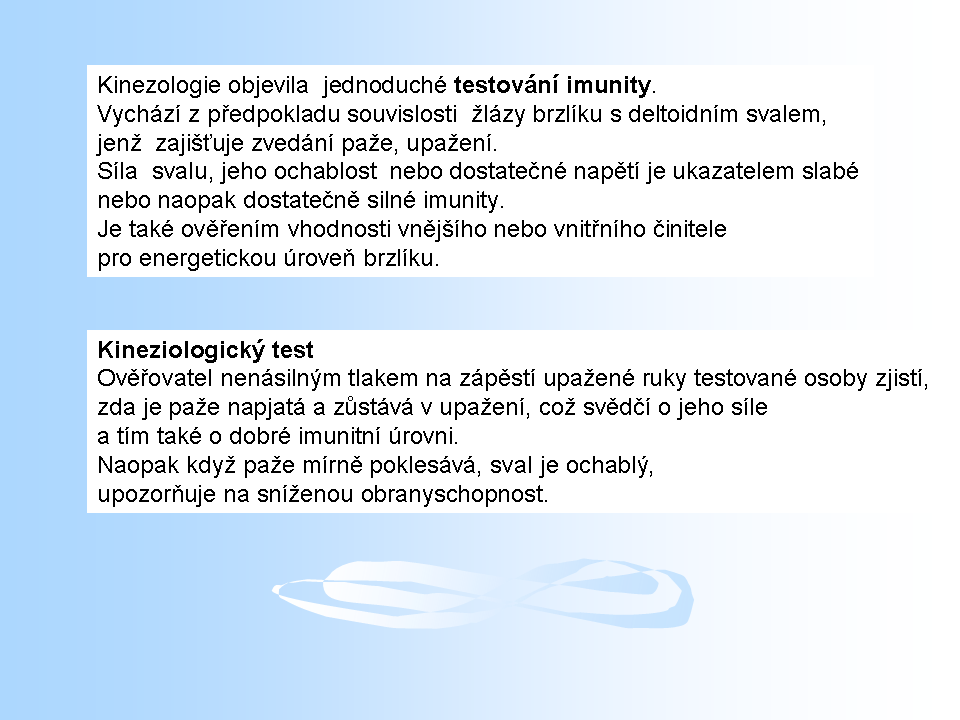 Kinezologie objevila  jednoduché testování imunity.
Vychází z předpokladu souvislosti  žlázy brzlíku s deltoidním svalem,
jenž  zajišťuje zvedání paže, upažení.
Síla  svalu, jeho ochablost  nebo dostatečné napětí je ukazatelem slabé
nebo naopak dostatečně silné imunity.
Je také ověřením vhodnosti vnějšího nebo vnitřního činitele
pro energetickou úroveň brzlíku.
Kineziologický test
Ověřovatel nenásilným tlakem na zápěstí upažené ruky testované osoby zjistí,
zda je paže napjatá a zůstává v upažení, což svědčí o jeho síle
a tím také o dobré imunitní úrovni.
Naopak když paže mírně poklesává, sval je ochablý,
upozorňuje na sníženou obranyschopnost.